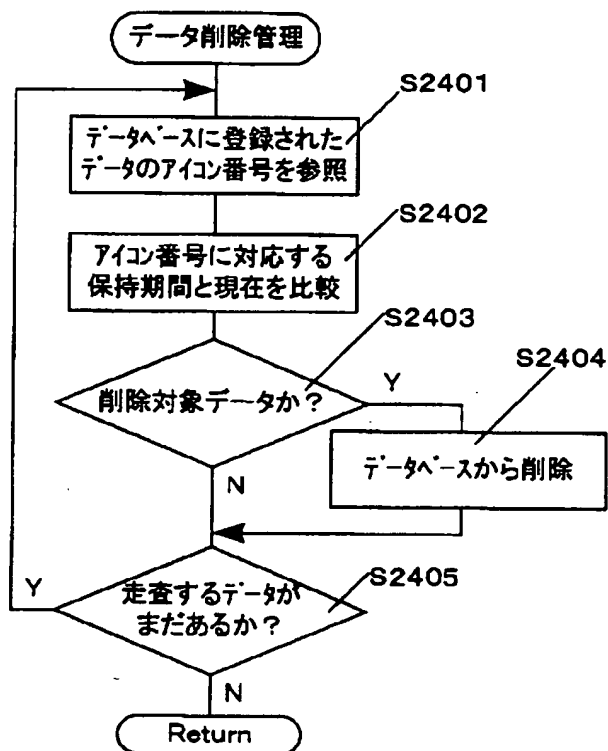 データ削除管理
S2401
データベースに登録された
データのアイコン番号を参照
S2402
アイコン番号に対応する
保持期間と現在を比較
S2403
削除対象データか？
Y
S2404
データベースから削除
N
S2405
走査するデータが
まだあるか？
Y
N
Return